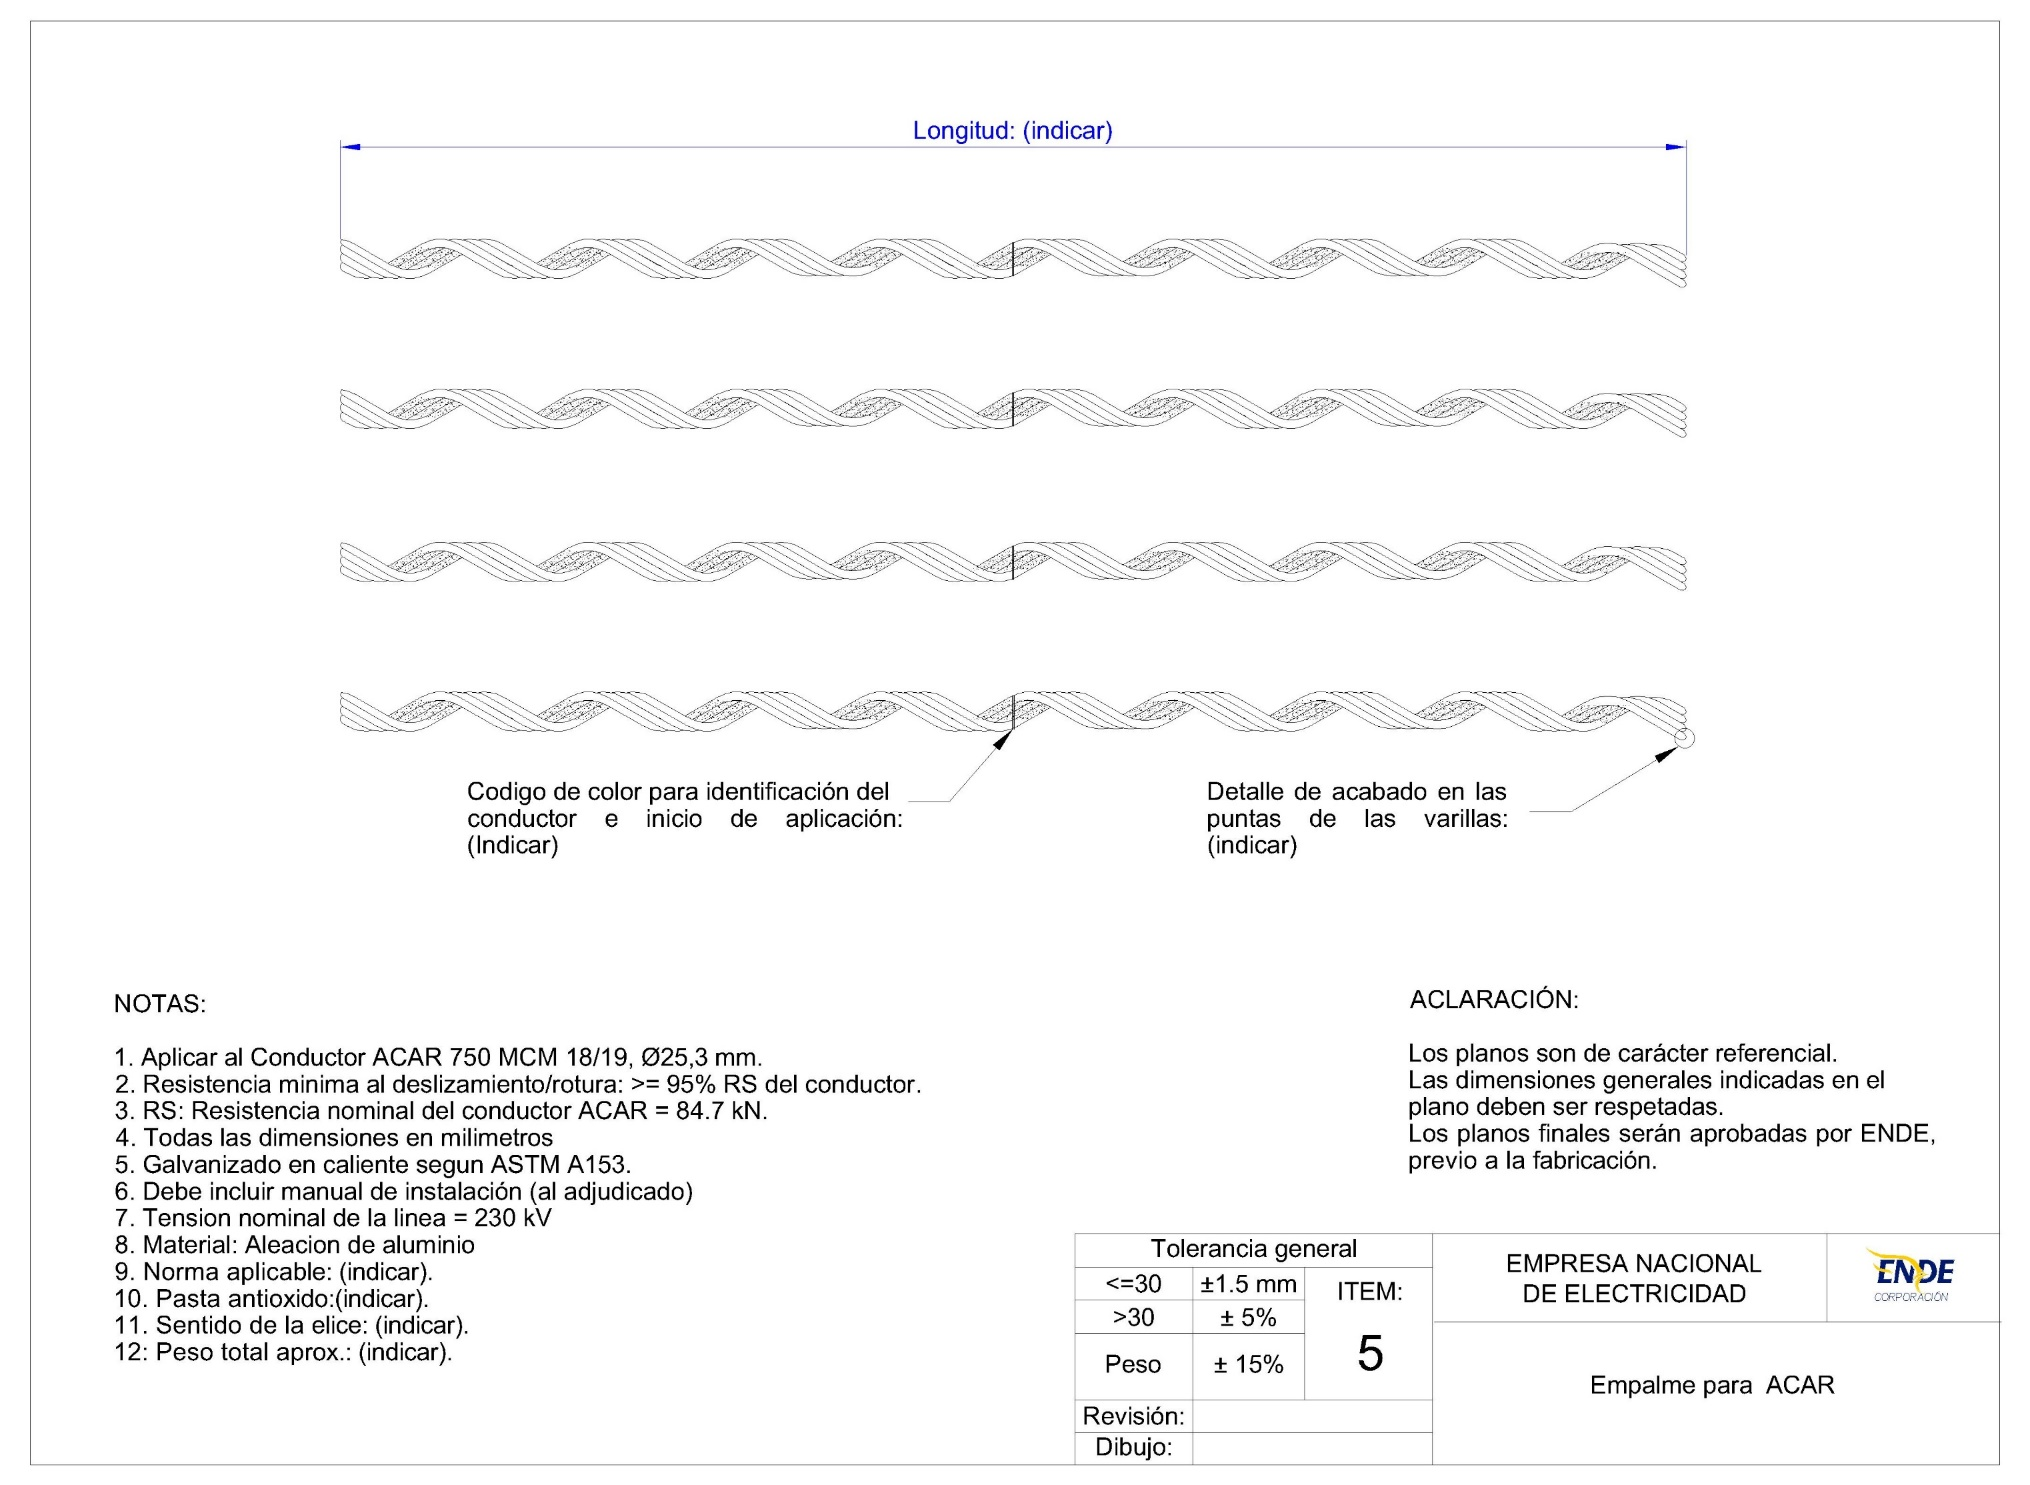 Longitud: (indicar)
Codigo de color para identificación del
conductor e inicio de aplicación:
(Indicar)
Detalle de acabado en las
puntas de las varillas:
(indicar)
NOTAS:
1. Aplicar al Conductor ACAR 750 MCM 18/19, Ø25,3 mm.
2. Resistencia minima al deslizamiento/rotura: >= 95% RS del conductor.
3. RS: Resistencia nominal del conductor ACAR = 84.7 kN.
4. Todas las dimensiones en milimetros
5. Galvanizado en caliente segun ASTM A153.
6. Debe incluir manual de instalación (al adjudicado)
7. Tension nominal de la linea = 230 kV
8. Material: Aleacion de aluminio
9. Norma aplicable: (indicar).
10. Pasta antioxido:(indicar).
11. Sentido de la elice: (indicar).
12: Peso total aprox.: (indicar).
ACLARACIÓN:
Los planos son de carácter referencial.
Las dimensiones generales indicadas en el
plano deben ser respetadas.
Los planos finales serán aprobadas por ENDE,
previo a la fabricación.
Tolerancia general
<=30 ±1.5 mm
>30 ± 5%
Peso ± 15%
ITEM:
5
Revisión:
Dibujo:
EMPRESA NACIONAL
DE ELECTRICIDAD
ENDE
CORPORACIÓN
Empalme para ACAR